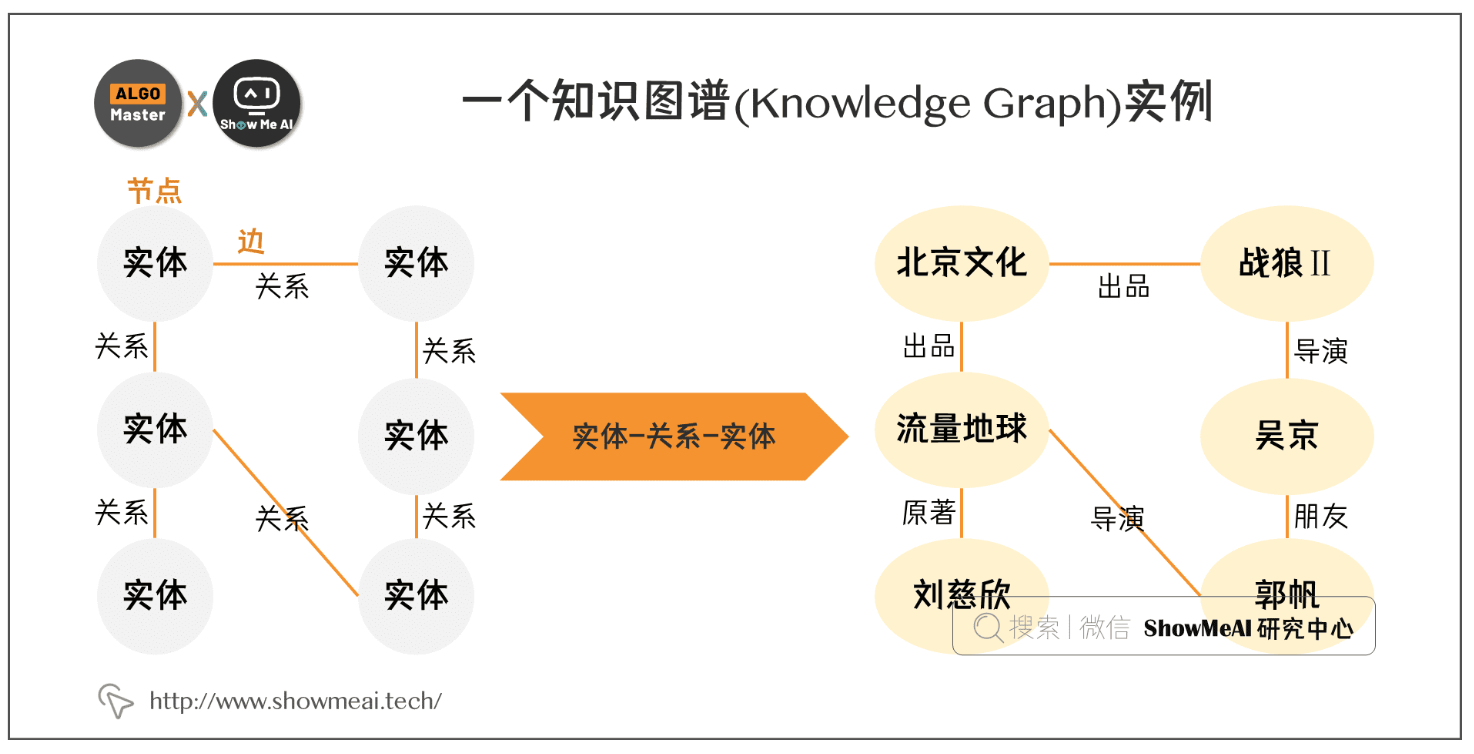 ALGO
Master
X
Show Me AI
一个知识图谱(Knowledge Graph)实例
节点
实体
边
关系
实体
关系
关系
实体
实体
关系
关系
关系
实体
实体
实体-关系-实体
北京文化
出品
战狼Ⅱ
出品
导演
流量地球
吴京
原著
导演
朋友
刘慈欣
郭帆
搜索|微信 ShowMeAI 研究中心
http://www.showmeai.tech/